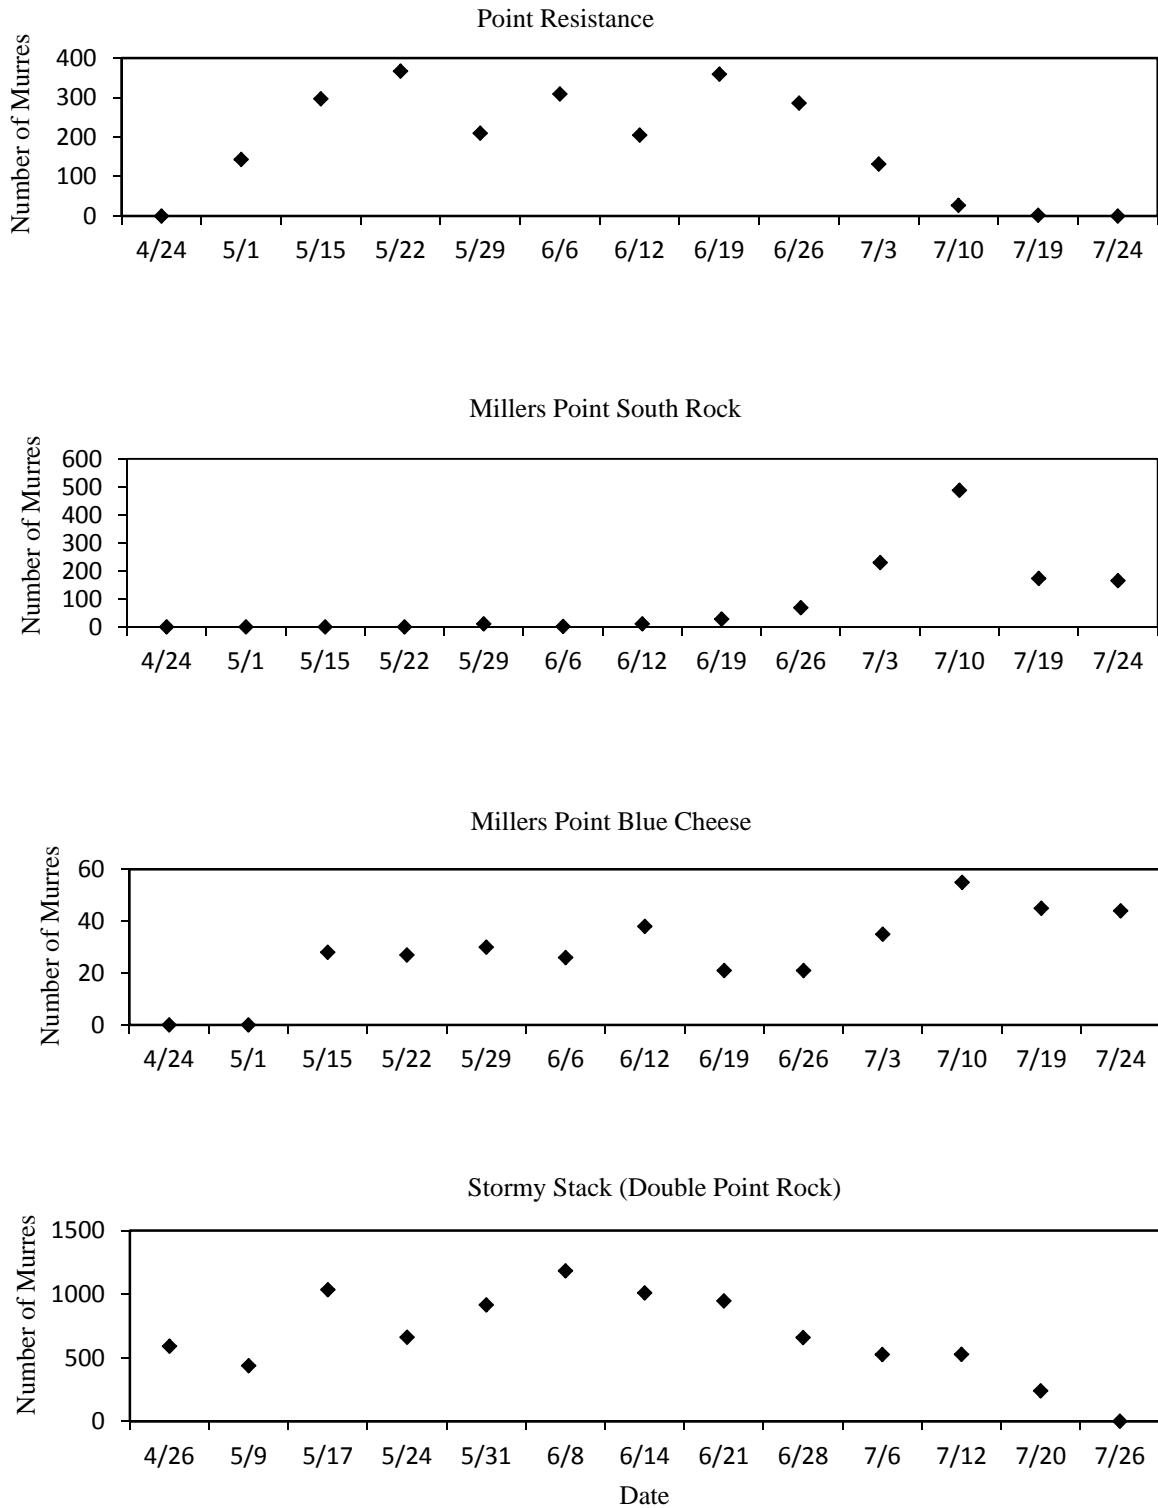 Point Resistance
Number of Murres
400
300
200
100
0
4/24 5/1 5/15 5/22 5/29 6/6 6/12 6/19 6/26 7/3 7/10 7/19 7/24
Millers Point South Rock
Number of Murres
600
500
400
300
200
100
0
4/24 5/1 5/15 5/22 5/29 6/6 6/12 6/19 6/26 7/3 7/10 7/19 7/24
Millers Point Blue Cheese
Number of Murres
60
40
20
0
4/24 5/1 5/15 5/22 5/29 6/6 6/12 6/19 6/26 7/3 7/10 7/19 7/24
Stormy Stack (Double Point Rock)
Number of Murres
1500
1000
500
0
4/26 5/9 5/17 5/24 5/31 6/8 6/14 6/21 6/28 7/6 7/12 7/20 7/26
Date